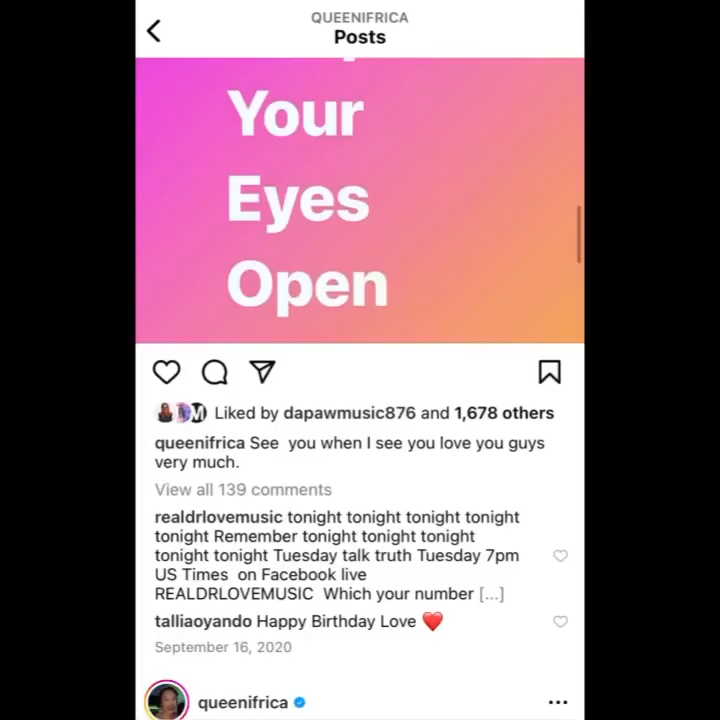 QUEENIFRICA
Posts
Your
Eyes
Open
Liked by dapawmusic876 and 1,678 others
queenifrica See you when I see you love you guys
very much.
View all 139 comments
realdrlovemusic tonight tonight tonight tonight
tonight Remember tonight tonight tonight
tonight tonight Tuesday talk truth Tuesday 7pm
US Times on Facebook live
REALDRLOVEMUSIC Which your number [...]
talliaoyando Happy Birthday Love ❤️
September 16, 2020
queenifrica